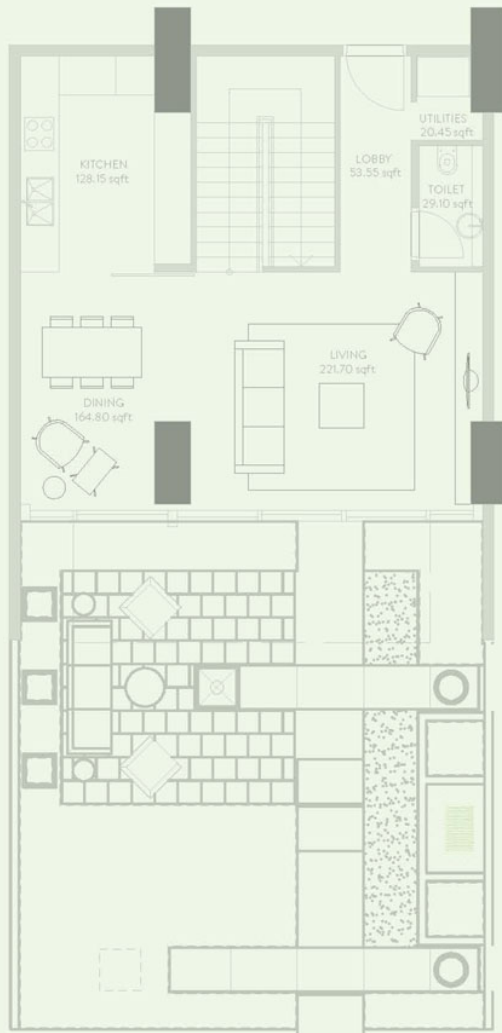 UTILITIES
20.45 sqft
KITCHEN
128.15 sqft
LOBBY
53.55 sqft
TOILET
29.10 sqft
LIVING
221.70 sqft
DINING
164.80 sqft